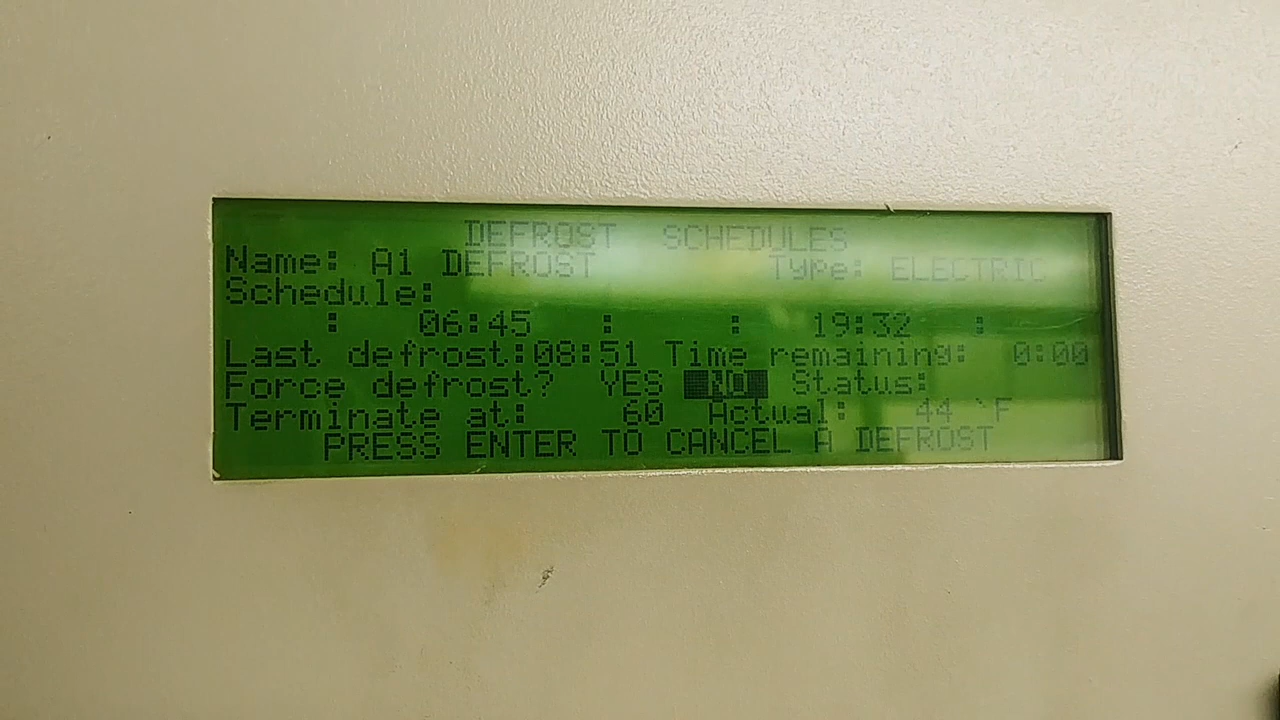 DEFROST SCHEDULES
Name: A1 DEFROST Type: ELECTRIC
Schedule:
: 06:45 : : 19:32 :
Last defrost:08:51 Time remaining: 0:00
Force defrost? YES NO Status:
Terminate at: 60 Actual: 44 `F
PRESS ENTER TO CANCEL A DEFROST